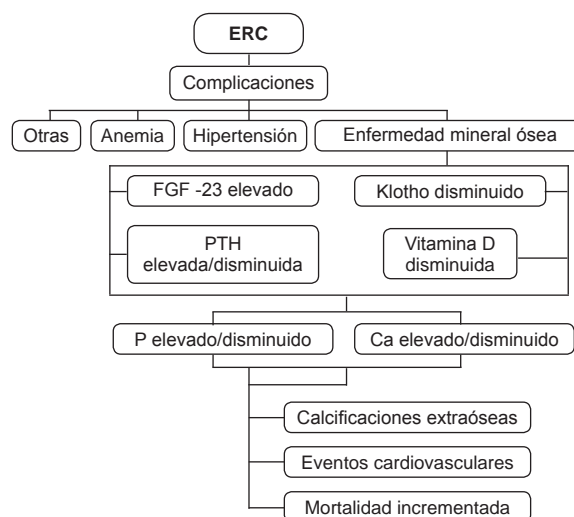 ERC
Complicaciones
Otras
Anemia
Hipertensión
Enfermedad mineral ósea
FGF -23 elevado
Klotho disminuido
PTH
elevada/disminuida
Vitamina D
disminuida
P elevado/disminuido
Ca elevado/disminuido
Calcificaciones extraóseas
Eventos cardiovasculares
Mortalidad incrementada